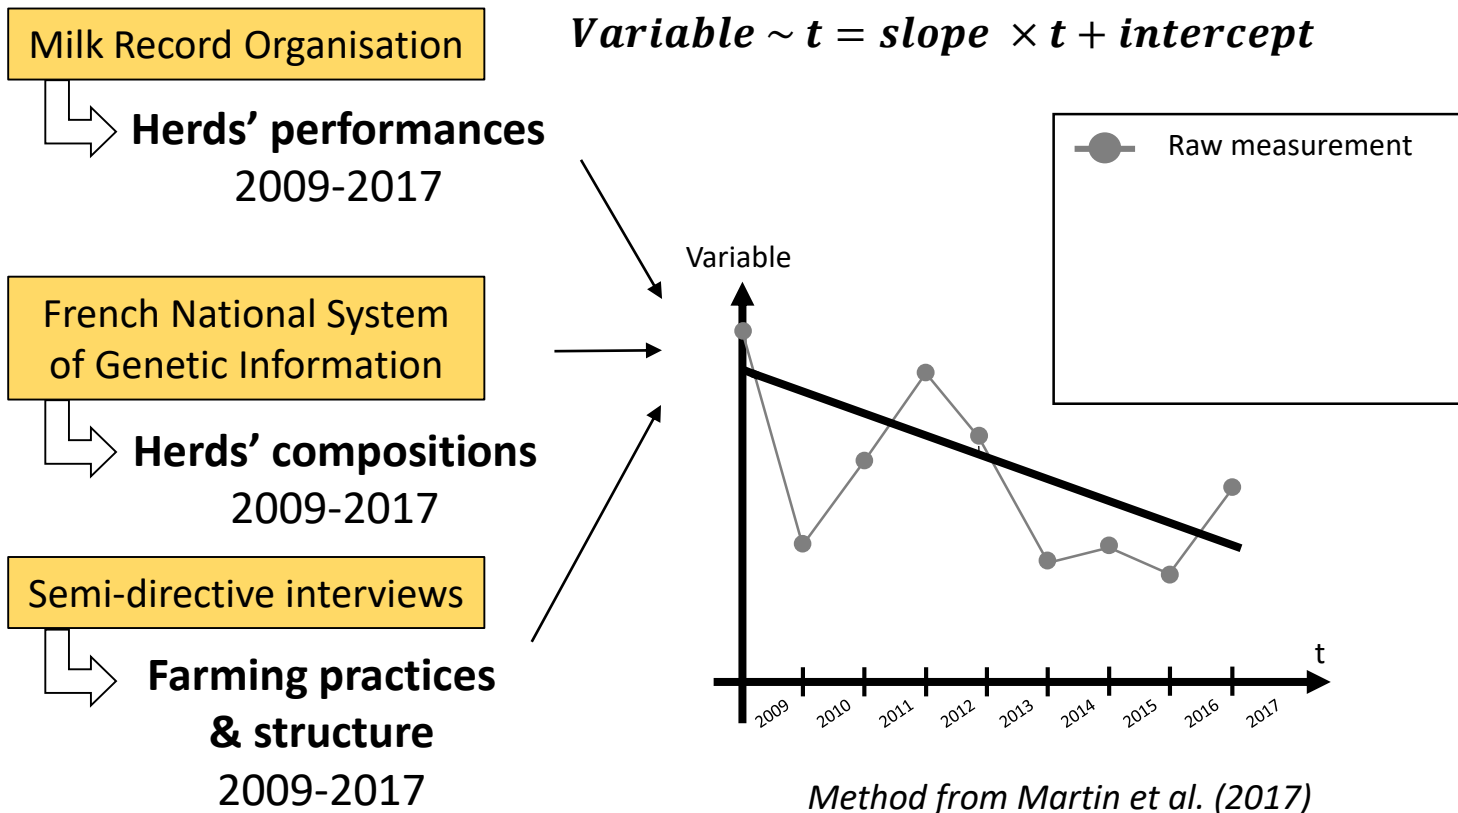 Milk Record Organisation
Herds’ performances
2009-2017
French National System
of Genetic Information
Herds’ compositions
2009-2017
Semi-directive interviews
Farming practices
& structure
2009-2017
Variable ~ t = slope × t + intercept
Raw measurement
Variable
t
2009 2010 2011 2012 2013 2014 2015 2016 2017
Method from Martin et al. (2017)